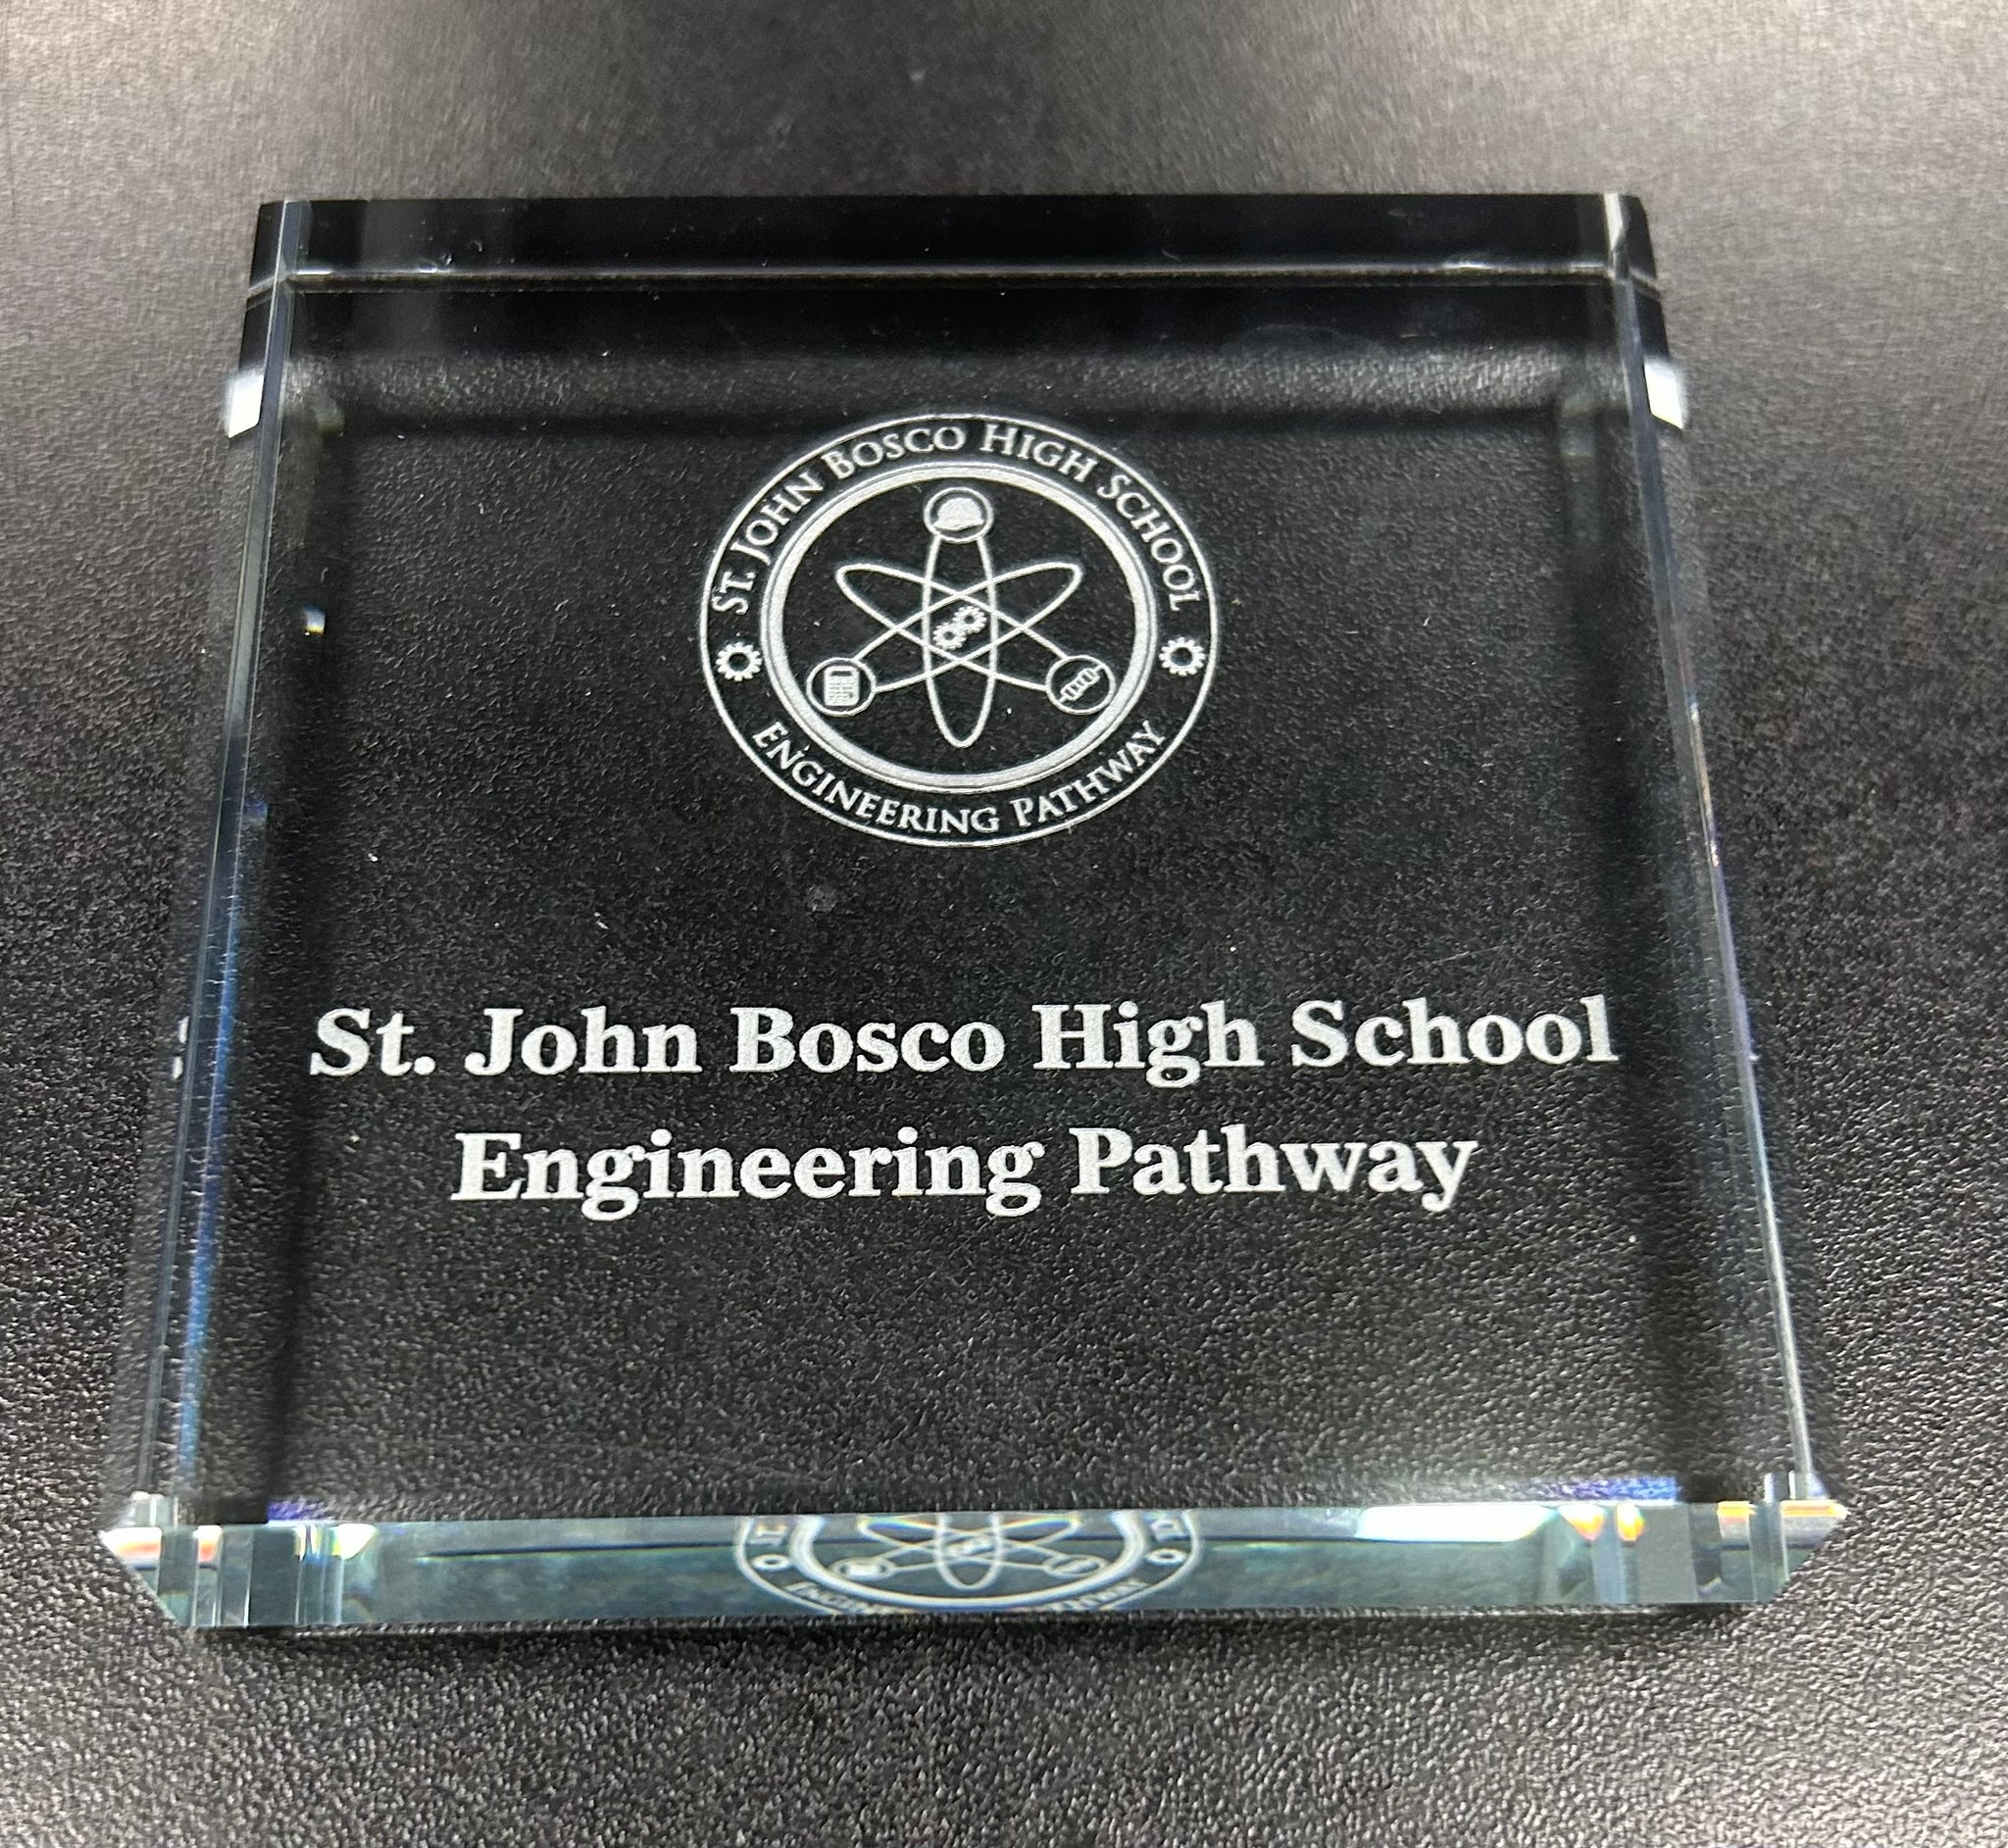 ST. JOHN BOSCO HIGH SCHOOL
ENGINEERING PATHWAY
St. John Bosco High School
Engineering Pathway